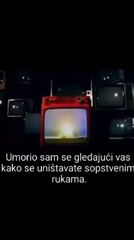 Umorio sam se gledajući vas
kako se uništavate sopstvenim
rukama.